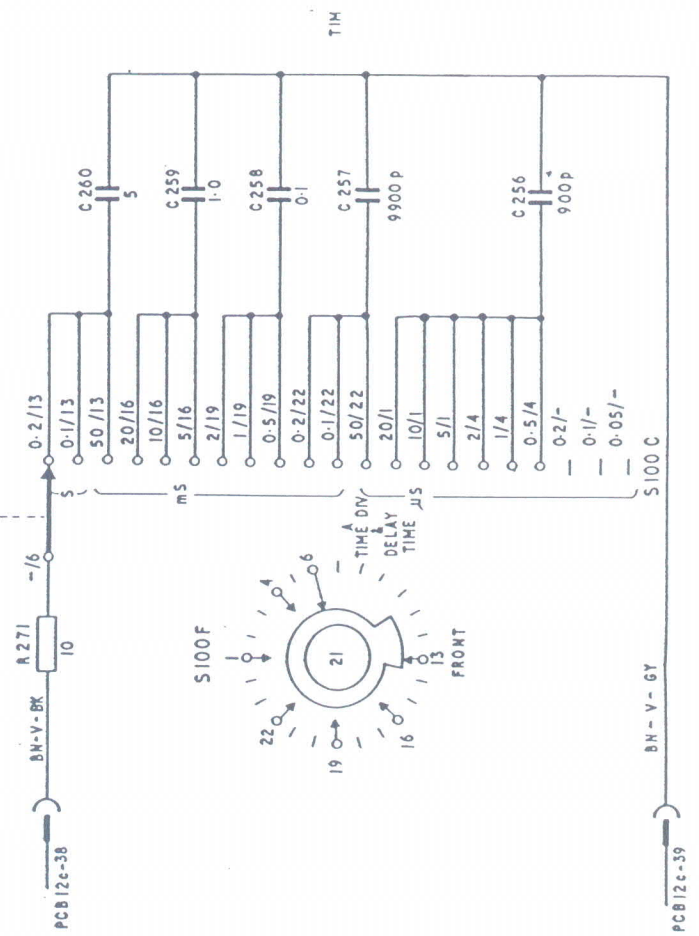 TIM
C 260
5
C 259
1·0
C 258
0·1
C 257
9900p
C 256
900p
0·2/13
0·1/13
50/13
20/16
10/16
5/16
2/19
1/19
0·5/19
0·2/22
0·1/22
50/22
20/1
10/1
5/1
2/4
1/4
0·5/4
0·2/-
0·1/-
0·05/-
S100C
S
mS
µS
A
TIME DIV
&
DELAY
TIME
-/6
R271
10
BN-V-BK
PCB12c-38
S100F
1
4
6
13
16
19
22
21
FRONT
BN-V-GY
PCB12c-39